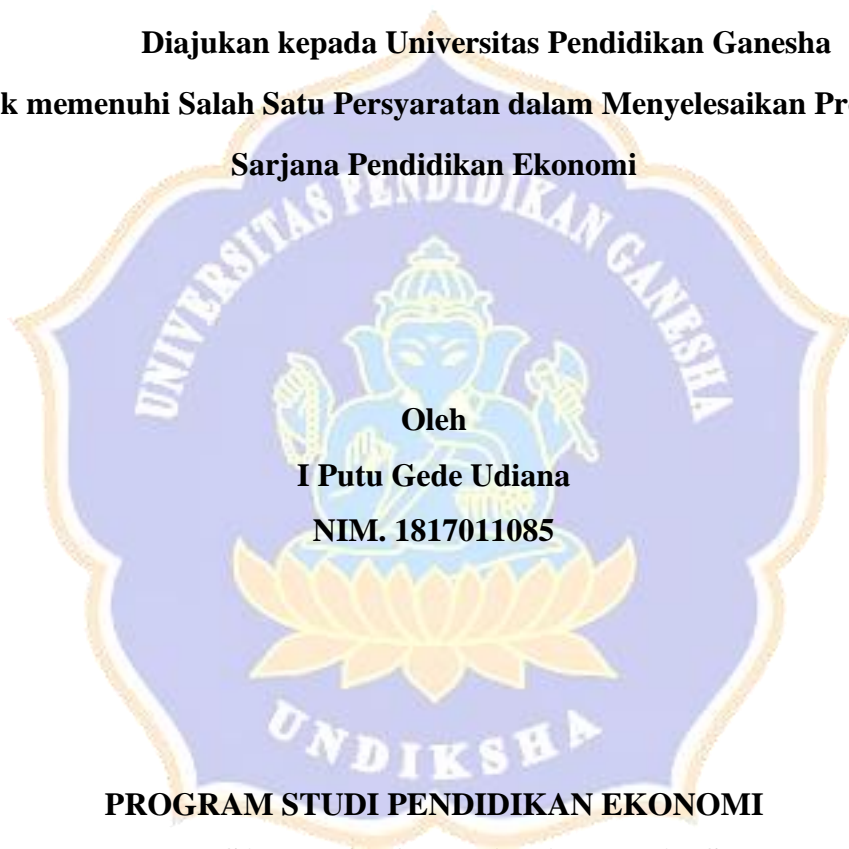 Diajukan kepada Universitas Pendidikan Ganesha
k memenuhi Salah Satu Persyaratan dalam Menyelesaikan Pr
Sarjana Pendidikan Ekonomi
UNIVERSITAS PENDIDIKAN GANESHA
Oleh
I Putu Gede Udiana
NIM. 1817011085
UNDIKSHA
PROGRAM STUDI PENDIDIKAN EKONOMI